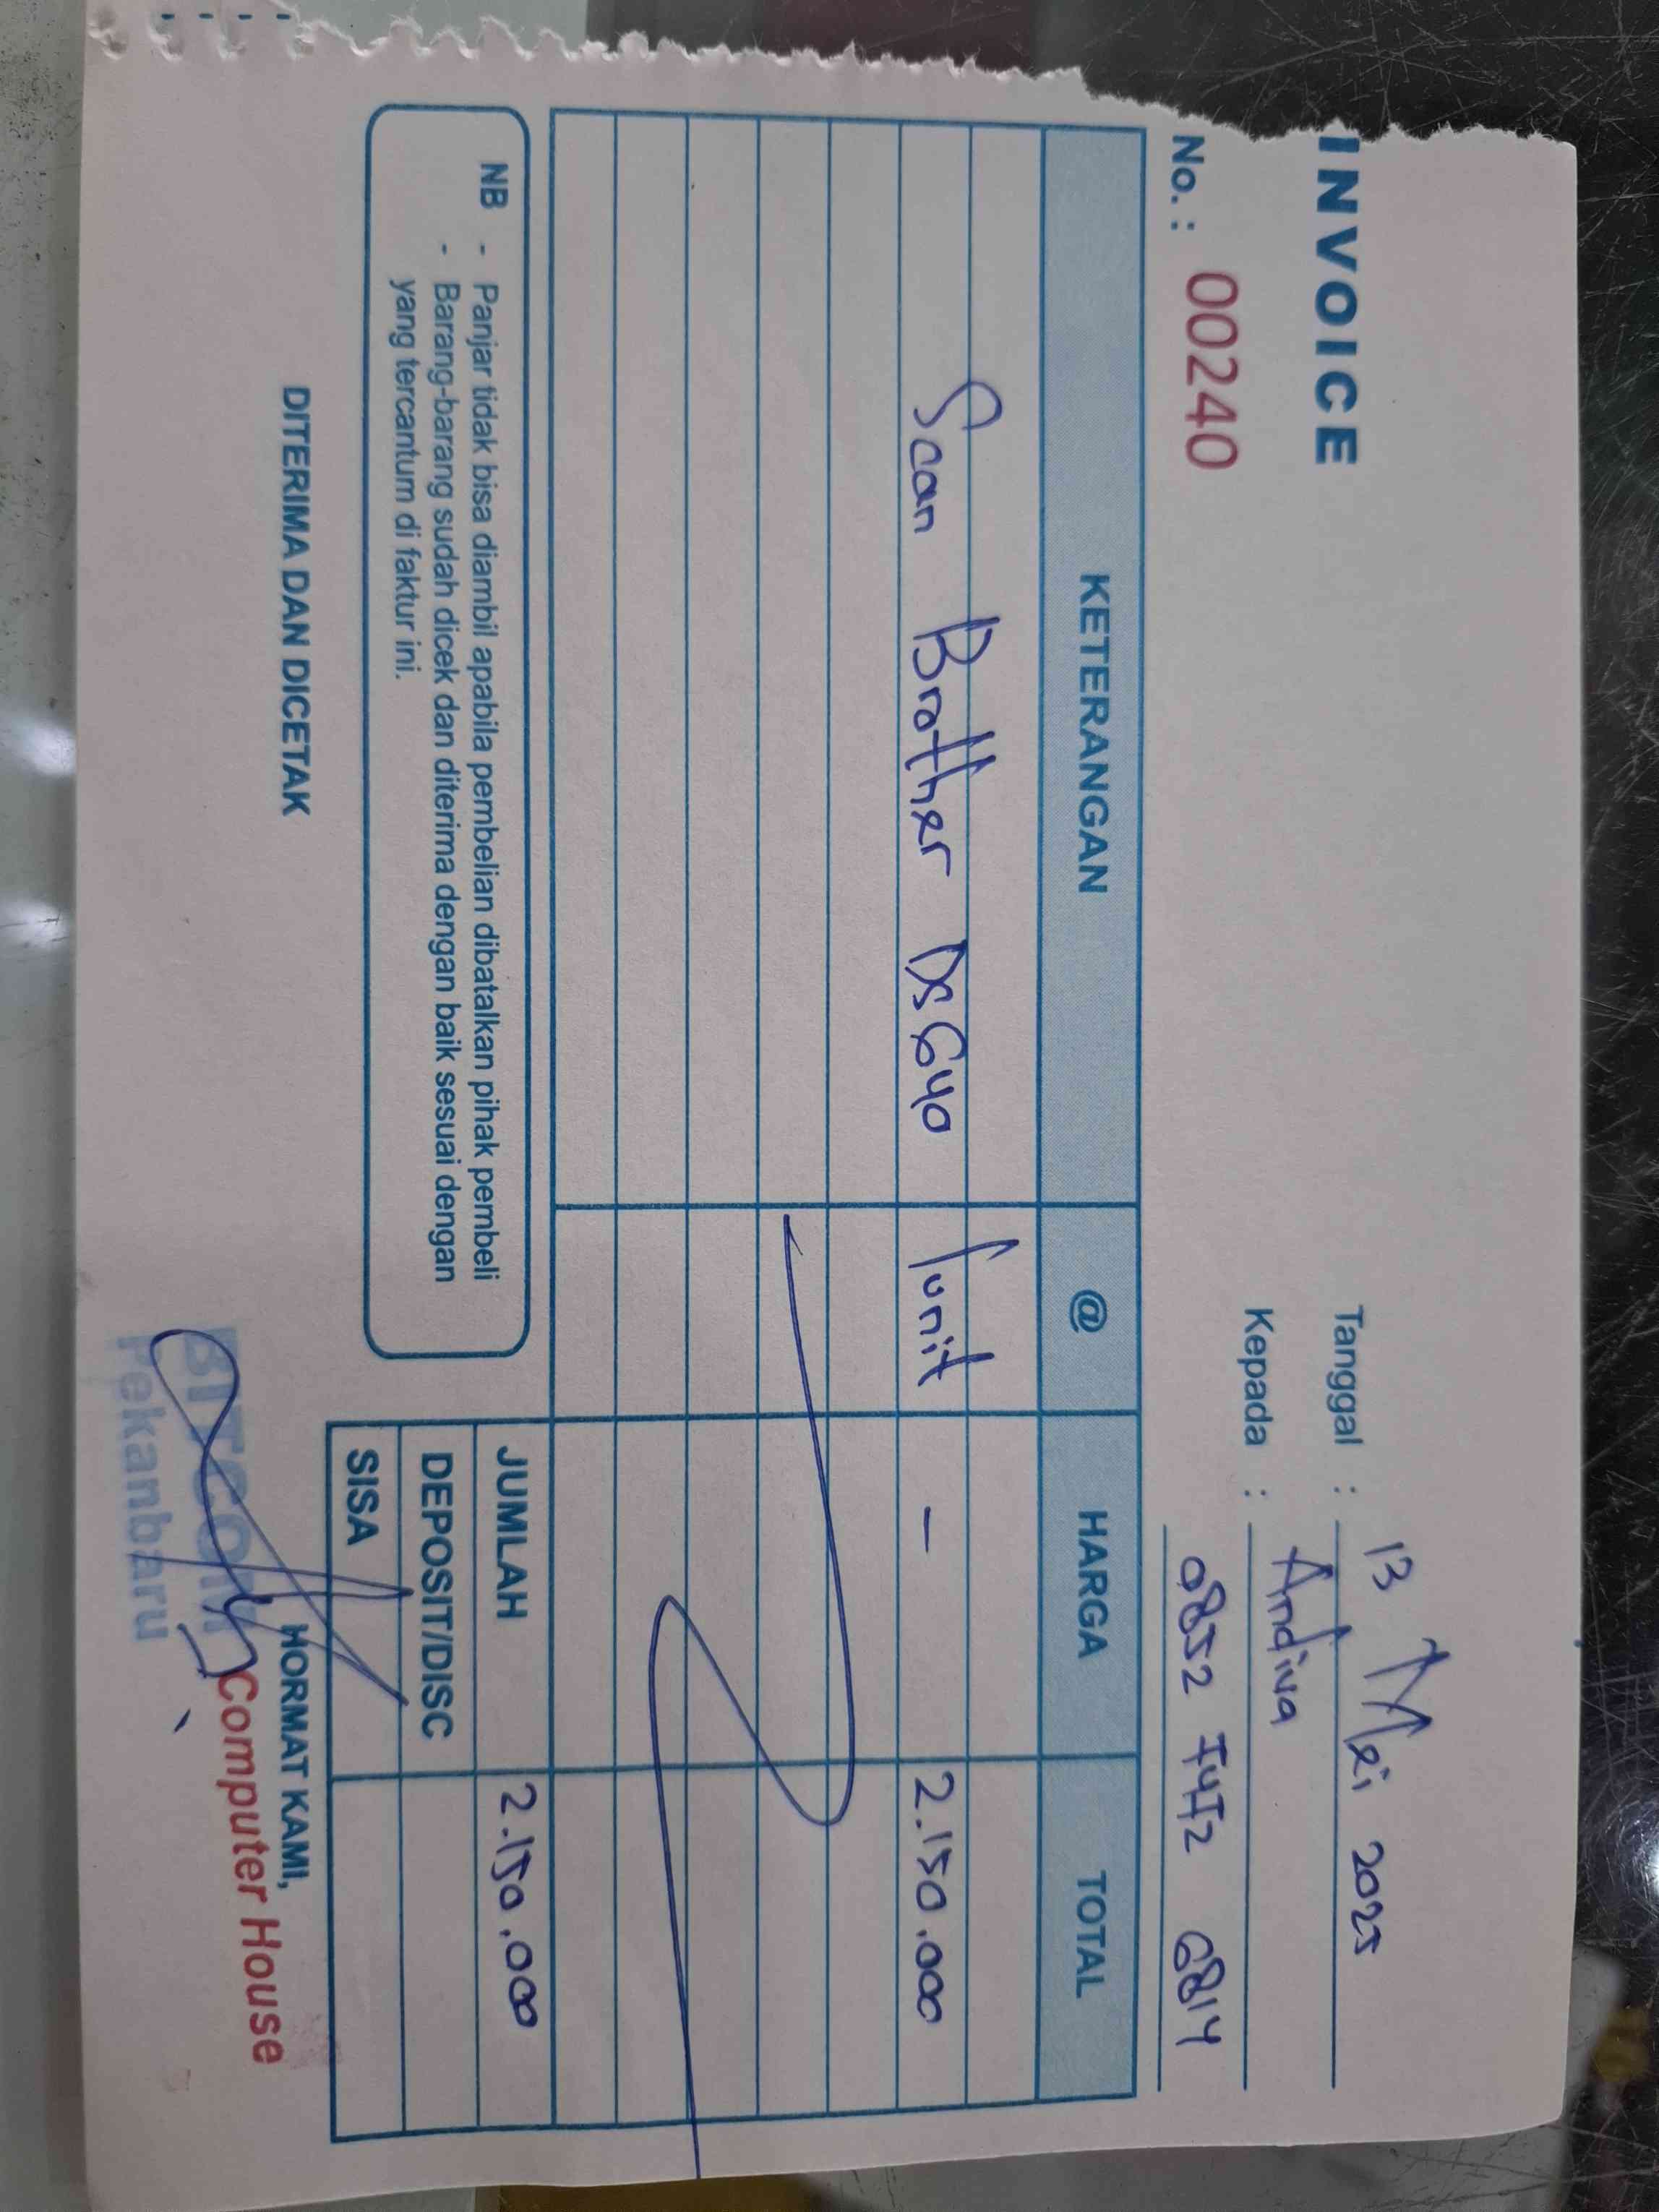 INVOICE
No. : 00240
Tanggal : 13 Mei 2025
Kepada : Andiva
0852 7472 6814
KETERANGAN @ HARGA TOTAL
Scan Brother DS640 1 unit - 2.150.000
JUMLAH 2.150.000
DEPOSIT/DISC
SISA
NB - Panjar tidak bisa diambil apabila pembelian dibatalkan pihak pembeli
- Barang-barang sudah dicek dan diterima dengan baik sesuai dengan
yang tercantum di faktur ini.
DITERIMA DAN DICETAK
HORMAT KAMI,
BITCOM Computer House
Pekanbaru